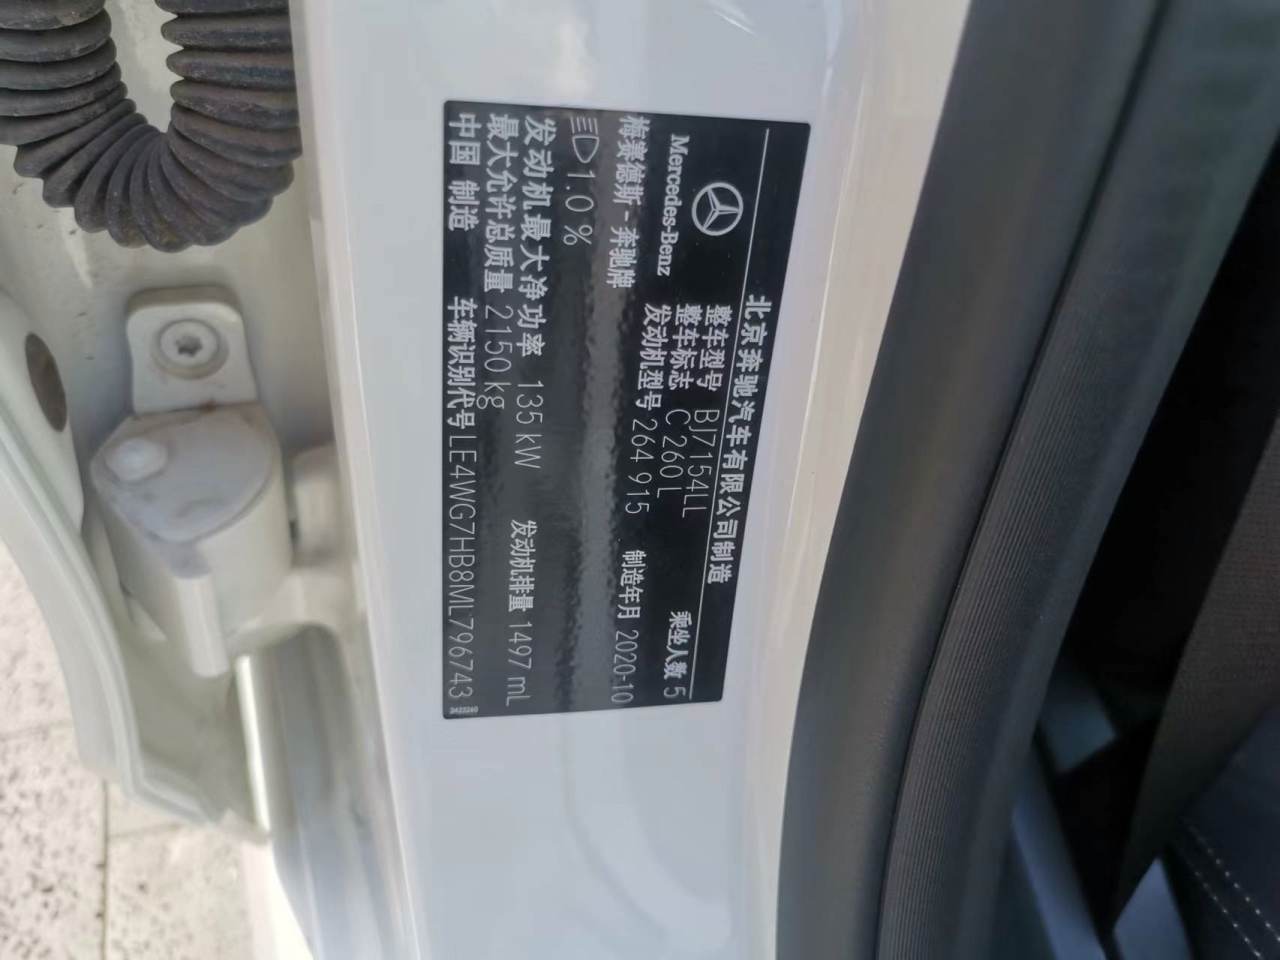 北京奔驰汽车有限公司制造
Mercedes-Benz
梅赛德斯-奔驰牌
整车型号 BJ7154LL
整车标志 C 260 L 乘坐人数 5
发动机型号 264 915 制造年月 2020-10
1.0 %
发动机最大净功率 135 kW 发动机排量 1497 mL
最大允许总质量 2150 kg
中国 制造 车辆识别代号 LE4WG7HB8ML796743